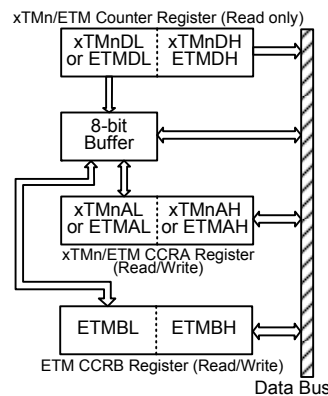 xTMn/ETM Counter Register (Read only)
xTMnDL xTMnDH
or ETMDL ETMDH
8-bit
Buffer
xTMnAL xTMnAH
or ETMAL or ETMAH
xTMn/ETM CCRA Register
(Read/Write)
ETMBL ETMBH
ETM CCRB Register (Read/Write)
Data Bus